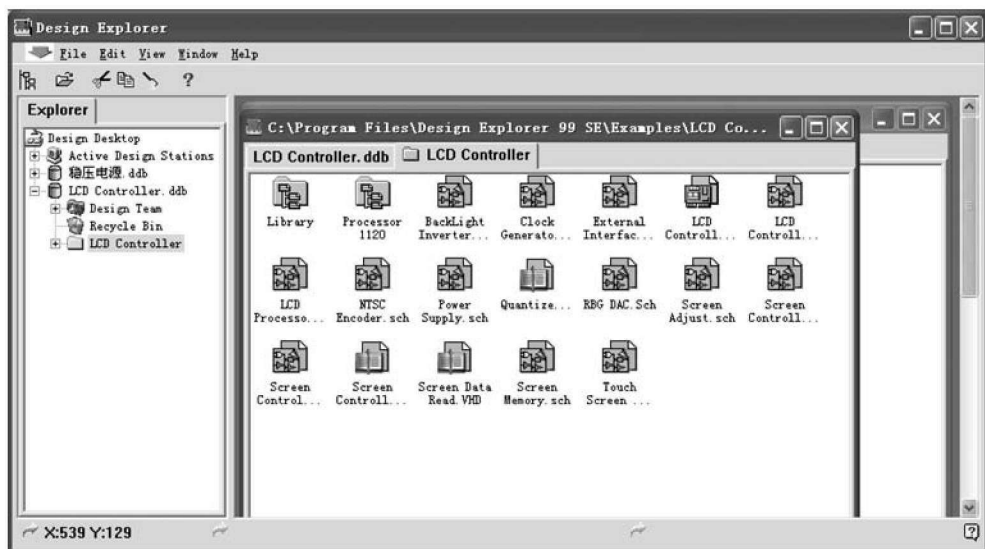 Design Explorer
File Edit View Window Help
?
Explorer
Design Desktop
Active Design Stations
稳压电源.ddb
LCD Controller.ddb
Design Team
Recycle Bin
LCD Controller
C:\Program Files\Design Explorer 99 SE\Examples\LCD Co...
LCD Controller.ddb LCD Controller
Library Processor BackLight Clock External LCD LCD
1120 Inverter... Generato... Interfac... Controll... Controll...
LCD NTSC Power Quantize... RBG DAC.Sch Screen Screen
Processo... Encoder.sch Supply.sch Adjust.sch Controll...
Screen Screen Screen Data Screen Touch
Control... Controll... Read.VHD Memory.sch Screen ...
X:539 Y:129